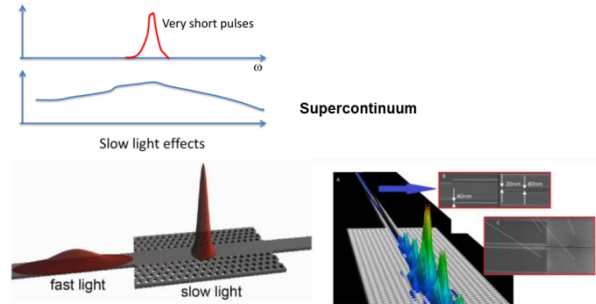 Very short pulses
ω
Supercontinuum
Slow light effects
fast light
slow light
A
B
20nm
40nm
40nm